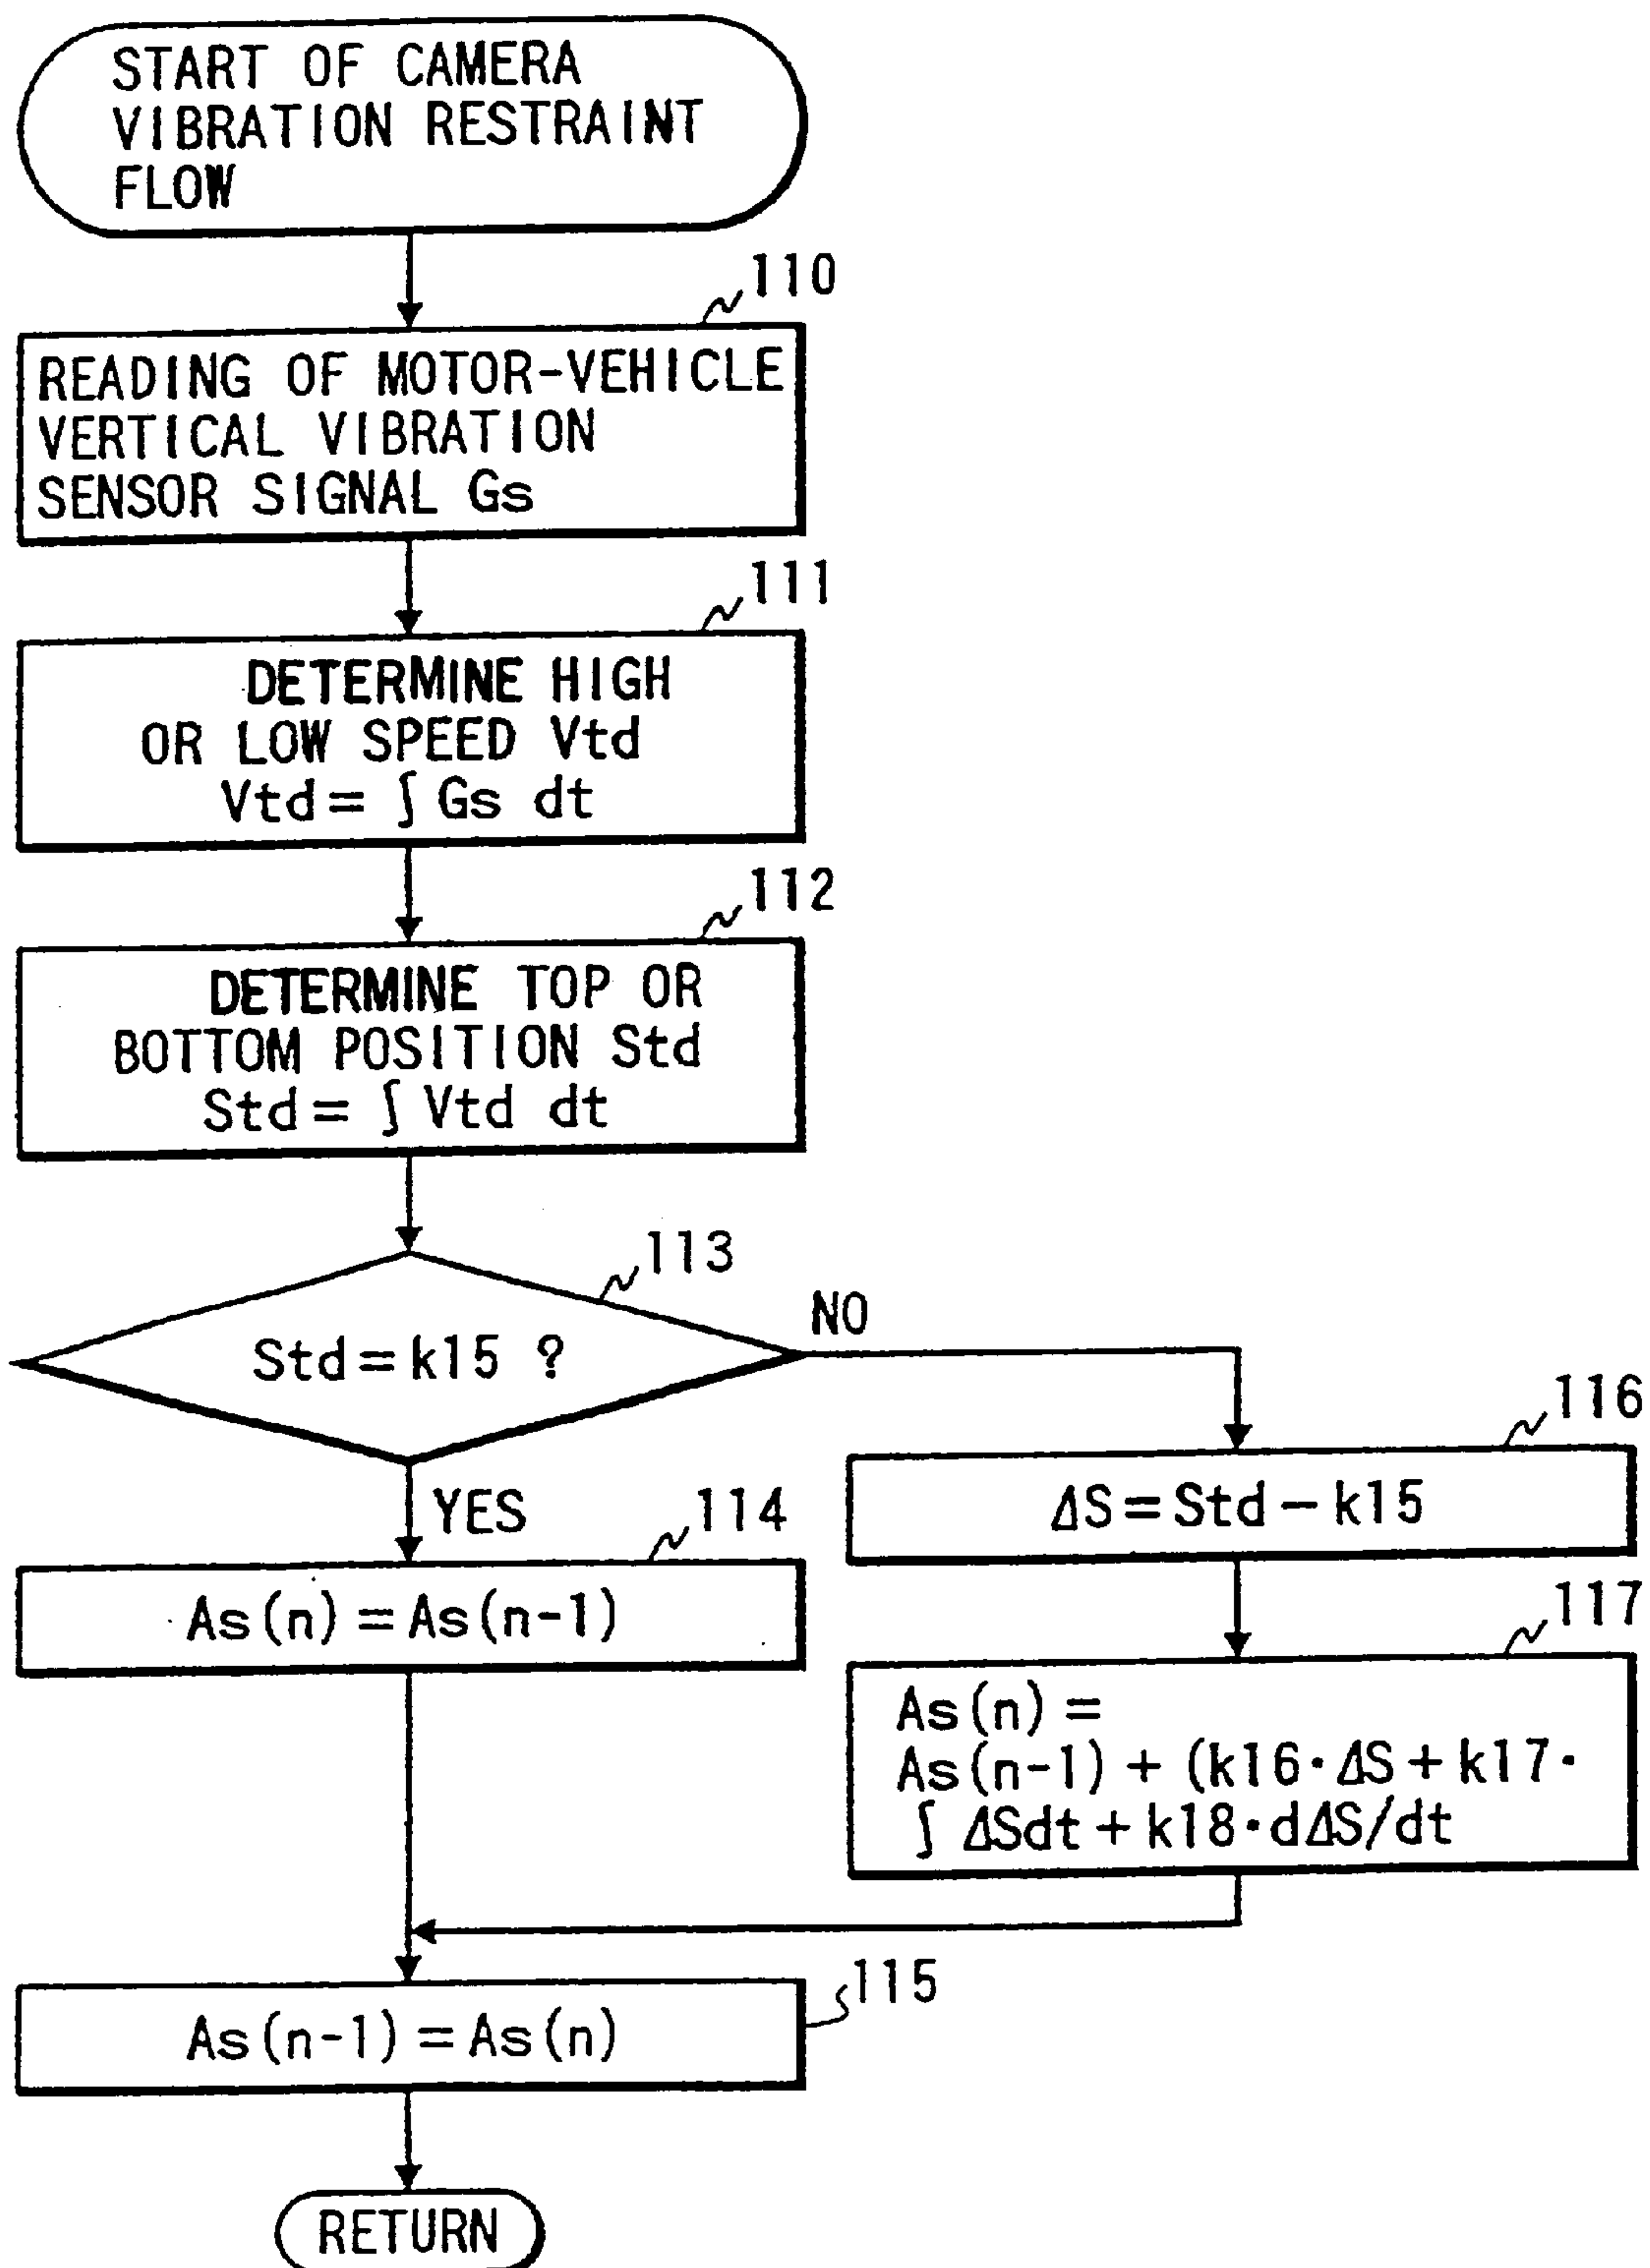 START OF CAMERA
VIBRATION RESTRAINT
FLOW
110
READING OF MOTOR-VEHICLE
VERTICAL VIBRATION
SENSOR SIGNAL Gs
111
DETERMINE HIGH
OR LOW SPEED Vtd
Vtd = ∫ Gs dt
112
DETERMINE TOP OR
BOTTOM POSITION Std
Std = ∫ Vtd dt
113
Std = k15 ?
NO
YES
114
As(n) = As(n-1)
116
ΔS = Std − k15
117
As(n) =
As(n-1) + (k16·ΔS + k17·
∫ ΔSdt + k18·dΔS/dt
115
As(n-1) = As(n)
RETURN